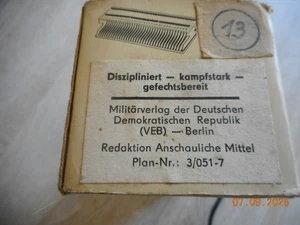 13
Diszipliniert — kampfstark —
gefechtsbereit
Militärverlag der Deutschen
Demokratischen Republik
(VEB) — Berlin
Redaktion Anschauliche Mittel
Plan-Nr.: 3/051-7
07.08.2026